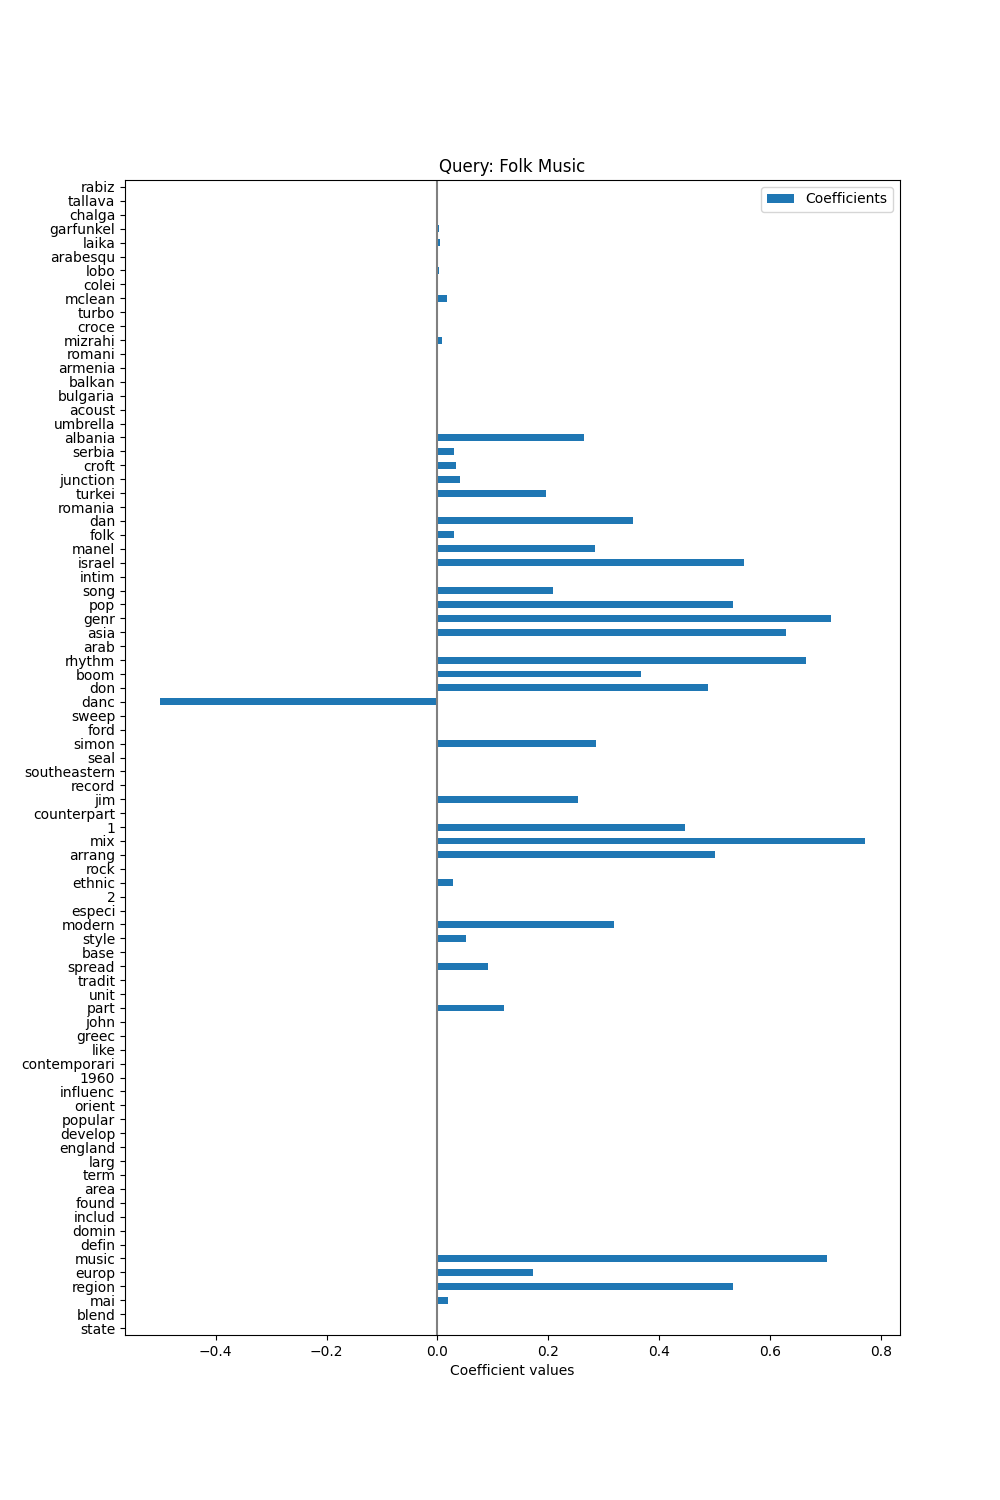 Query: Folk Music
Coefficients
rabiz
tallava
chalga
garfunkel
laika
arabesqu
lobo
colei
mclean
turbo
croce
mizrahi
romani
armenia
balkan
bulgaria
acoust
umbrella
albania
serbia
croft
junction
turkei
romania
dan
folk
manel
israel
intim
song
pop
genr
asia
arab
rhythm
boom
don
danc
sweep
ford
simon
seal
southeastern
record
jim
counterpart
1
mix
arrang
rock
ethnic
2
especi
modern
style
base
spread
tradit
unit
part
john
greec
like
contemporari
1960
influenc
orient
popular
develop
england
larg
term
area
found
includ
domin
defin
music
europ
region
mai
blend
state
−0.4 −0.2 0.0 0.2 0.4 0.6 0.8
Coefficient values